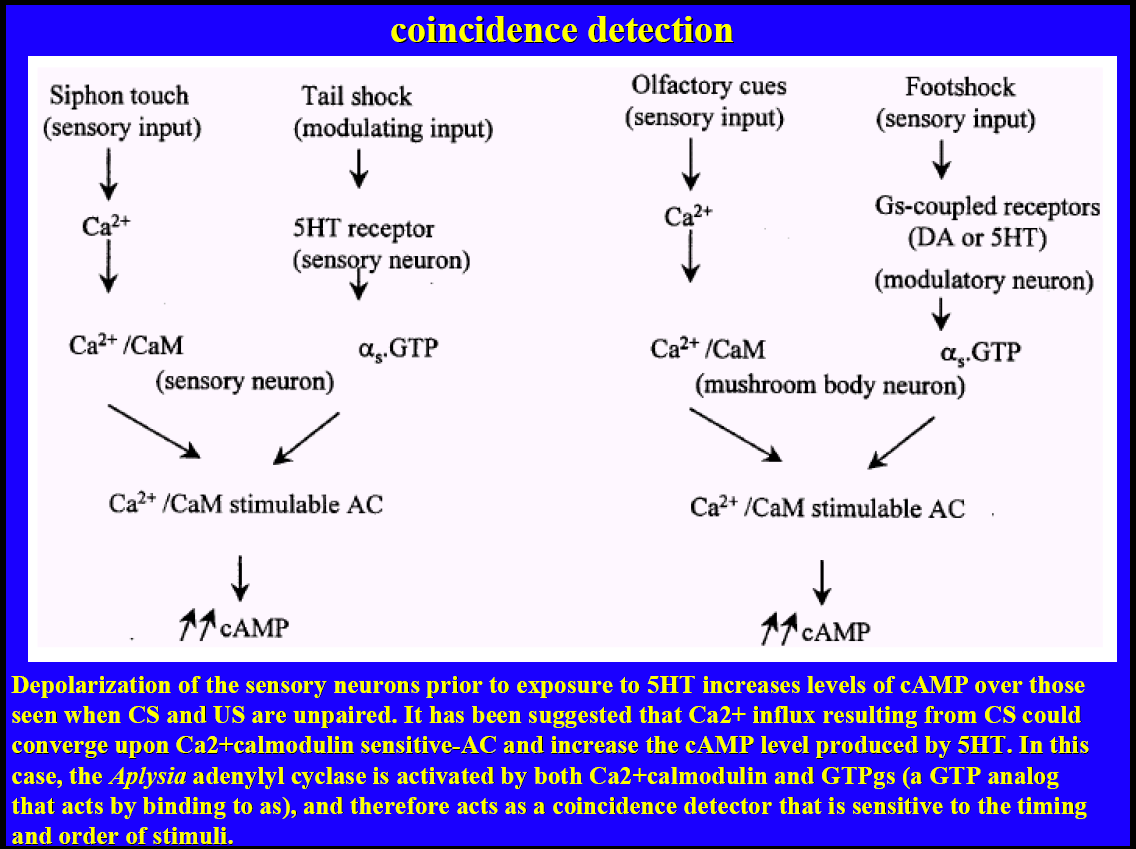 coincidence detection
Siphon touch
(sensory input)
Ca²⁺
Ca²⁺ /CaM
Tail shock
(modulating input)
5HT receptor
(sensory neuron)
αₛ.GTP
(sensory neuron)
Ca²⁺ /CaM stimulable AC
cAMP
Olfactory cues
(sensory input)
Ca²⁺
Ca²⁺ /CaM
Footshock
(sensory input)
Gs-coupled receptors
(DA or 5HT)
(modulatory neuron)
αₛ.GTP
(mushroom body neuron)
Ca²⁺ /CaM stimulable AC
cAMP
Depolarization of the sensory neurons prior to exposure to 5HT increases levels of cAMP over those
seen when CS and US are unpaired. It has been suggested that Ca2+ influx resulting from CS could
converge upon Ca2+calmodulin sensitive-AC and increase the cAMP level produced by 5HT. In this
case, the Aplysia adenylyl cyclase is activated by both Ca2+calmodulin and GTPgs (a GTP analog
that acts by binding to as), and therefore acts as a coincidence detector that is sensitive to the timing
and order of stimuli.